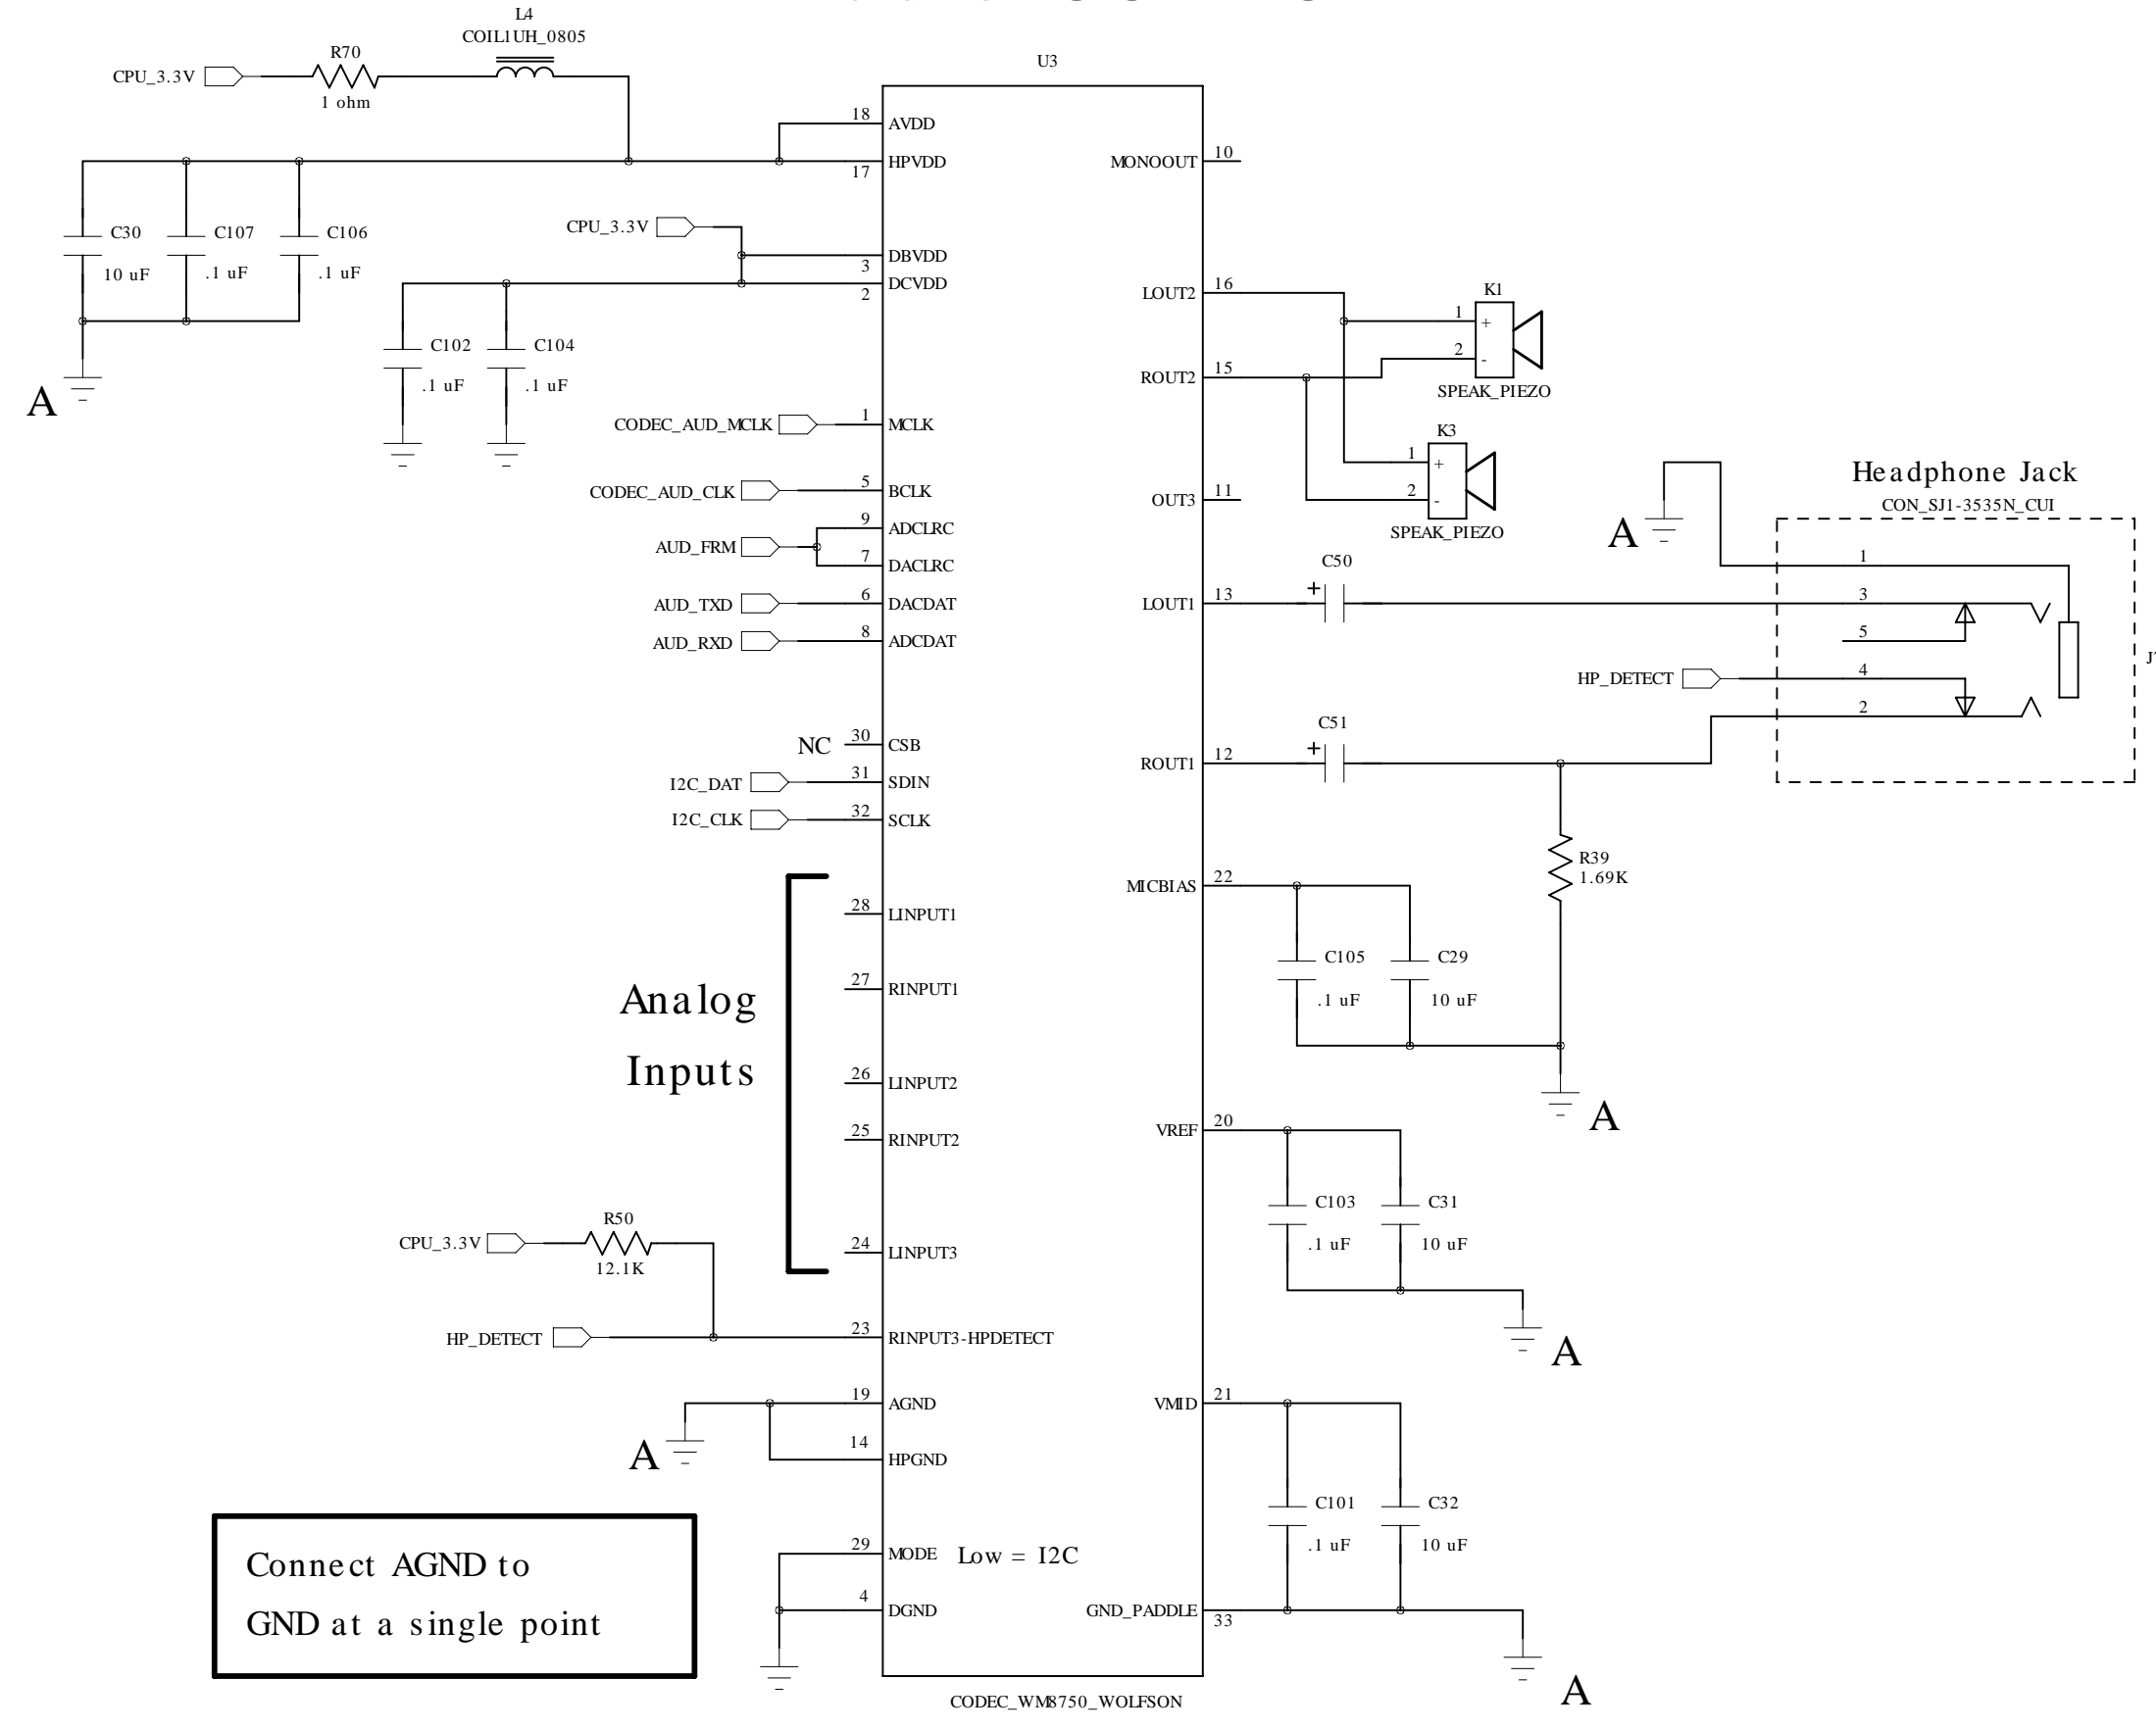 L4
COIL1UH_0805
R70
CPU_3.3V
1 ohm
U3
18
AVDD
HPVDD
17
MONOOUT
10
C30
10 uF
C107
.1 uF
C106
.1 uF
CPU_3.3V
DBVDD
3
DCVDD
2
A
C102
.1 uF
C104
.1 uF
LOUT2
16
K1
1
+
2
-
SPEAK_PIEZO
ROUT2
15
K3
1
+
2
-
SPEAK_PIEZO
OUT3
11
CODEC_AUD_MCLK
1
MCLK
CODEC_AUD_CLK
5
BCLK
AUD_FRM
9
ADCLRC
7
DACLRC
AUD_TXD
6
DACDAT
AUD_RXD
8
ADCDAT
Headphone Jack
CON_SJ1-3535N_CUI
A
1
3
5
4
2
HP_DETECT
LOUT1
13
C50
+
ROUT1
12
C51
+
NC
30
CSB
I2C_DAT
31
SDIN
I2C_CLK
32
SCLK
R39
1.69K
MICBIAS
22
C105
.1 uF
C29
10 uF
A
Analog
Inputs
28
LINPUT1
27
RINPUT1
26
LINPUT2
25
RINPUT2
24
LINPUT3
VREF
20
C103
.1 uF
C31
10 uF
A
CPU_3.3V
R50
12.1K
HP_DETECT
23
RINPUT3-HPDETECT
19
AGND
14
HPGND
A
VMID
21
C101
.1 uF
C32
10 uF
29
MODE
Low = I2C
4
DGND
GND_PADDLE
33
A
Connect AGND to
GND at a single point
CODEC_WM8750_WOLFSON